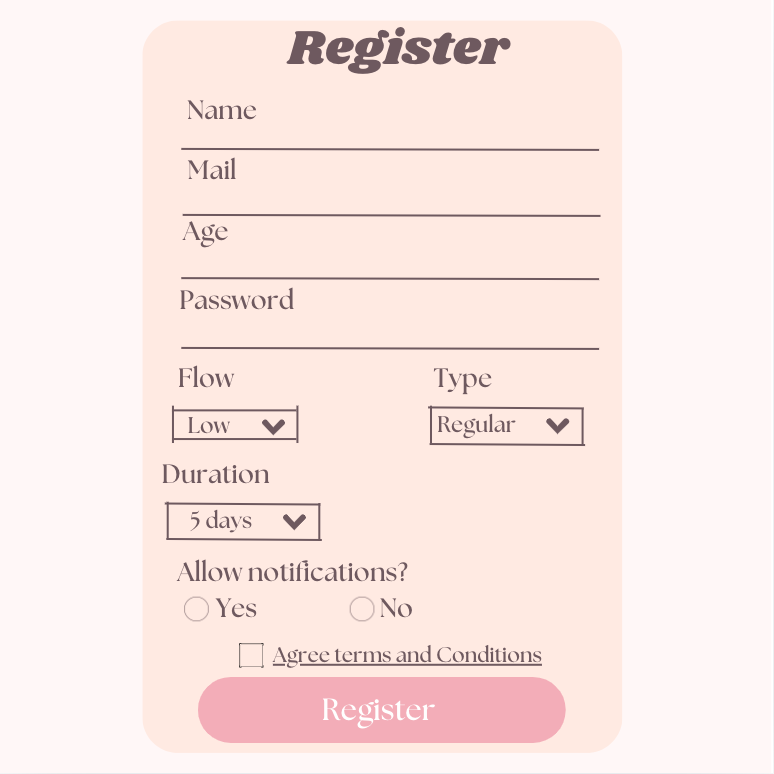 Register
Name
Mail
Age
Password
Flow Type
Low Regular
Duration
5 days
Allow notifications?
Yes No
Agree terms and Conditions
Register